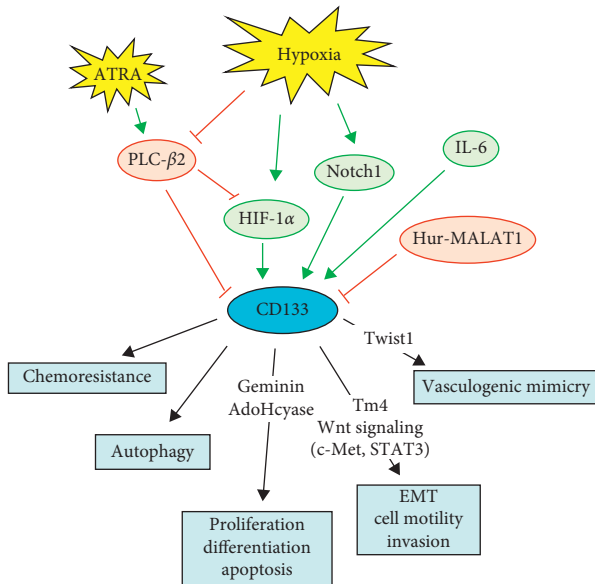 Hypoxia
ATRA
PLC-β2
Notch1
IL-6
HIF-1α
Hur-MALAT1
CD133
Twist1
Chemoresistance
Vasculogenic mimicry
Geminin
AdoHcyase
Tm4
Wnt signaling
(c-Met, STAT3)
Autophagy
EMT
cell motility
invasion
Proliferation
differentiation
apoptosis